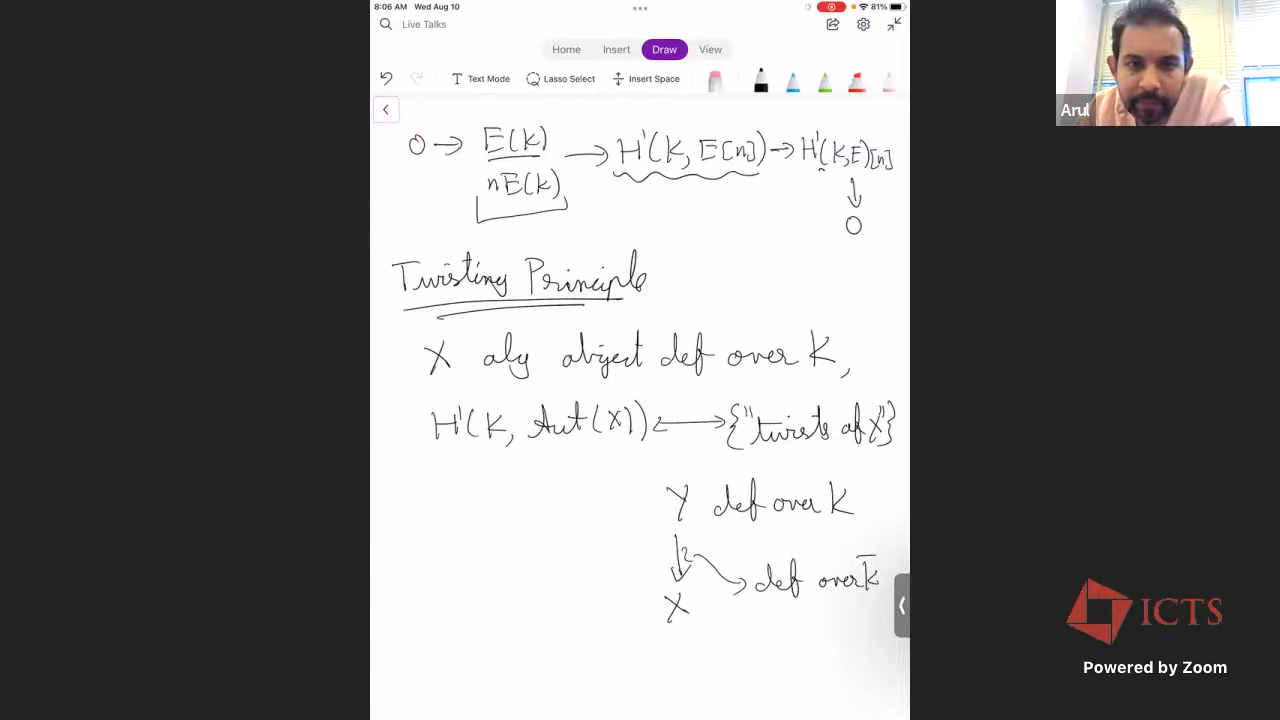 8:06 AM Wed Aug 10
81%
Live Talks
Home Insert Draw View
Text Mode Lasso Select Insert Space
Arul
0 → E(K)/nE(K) → H¹(K, E[n]) → H¹(K, E)[n]
↓
0
Twisting Principle
X alg object def over K,
H¹(K, Aut(X)) ↔ {"twists of X"}
Y def over K
↓ ≀ → def over K̄
X
ICTS
Powered by Zoom